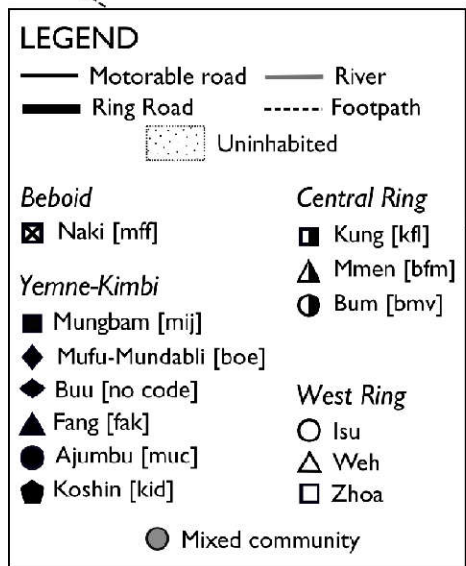 LEGEND
Motorable road River
Ring Road Footpath
Uninhabited
Beboid
Naki [mff]
Yemne-Kimbi
Mungbam [mij]
Mufu-Mundabli [boe]
Buu [no code]
Fang [fak]
Ajumbu [muc]
Koshin [kid]
Central Ring
Kung [kfl]
Mmen [bfm]
Bum [bmv]
West Ring
Isu
Weh
Zhoa
Mixed community